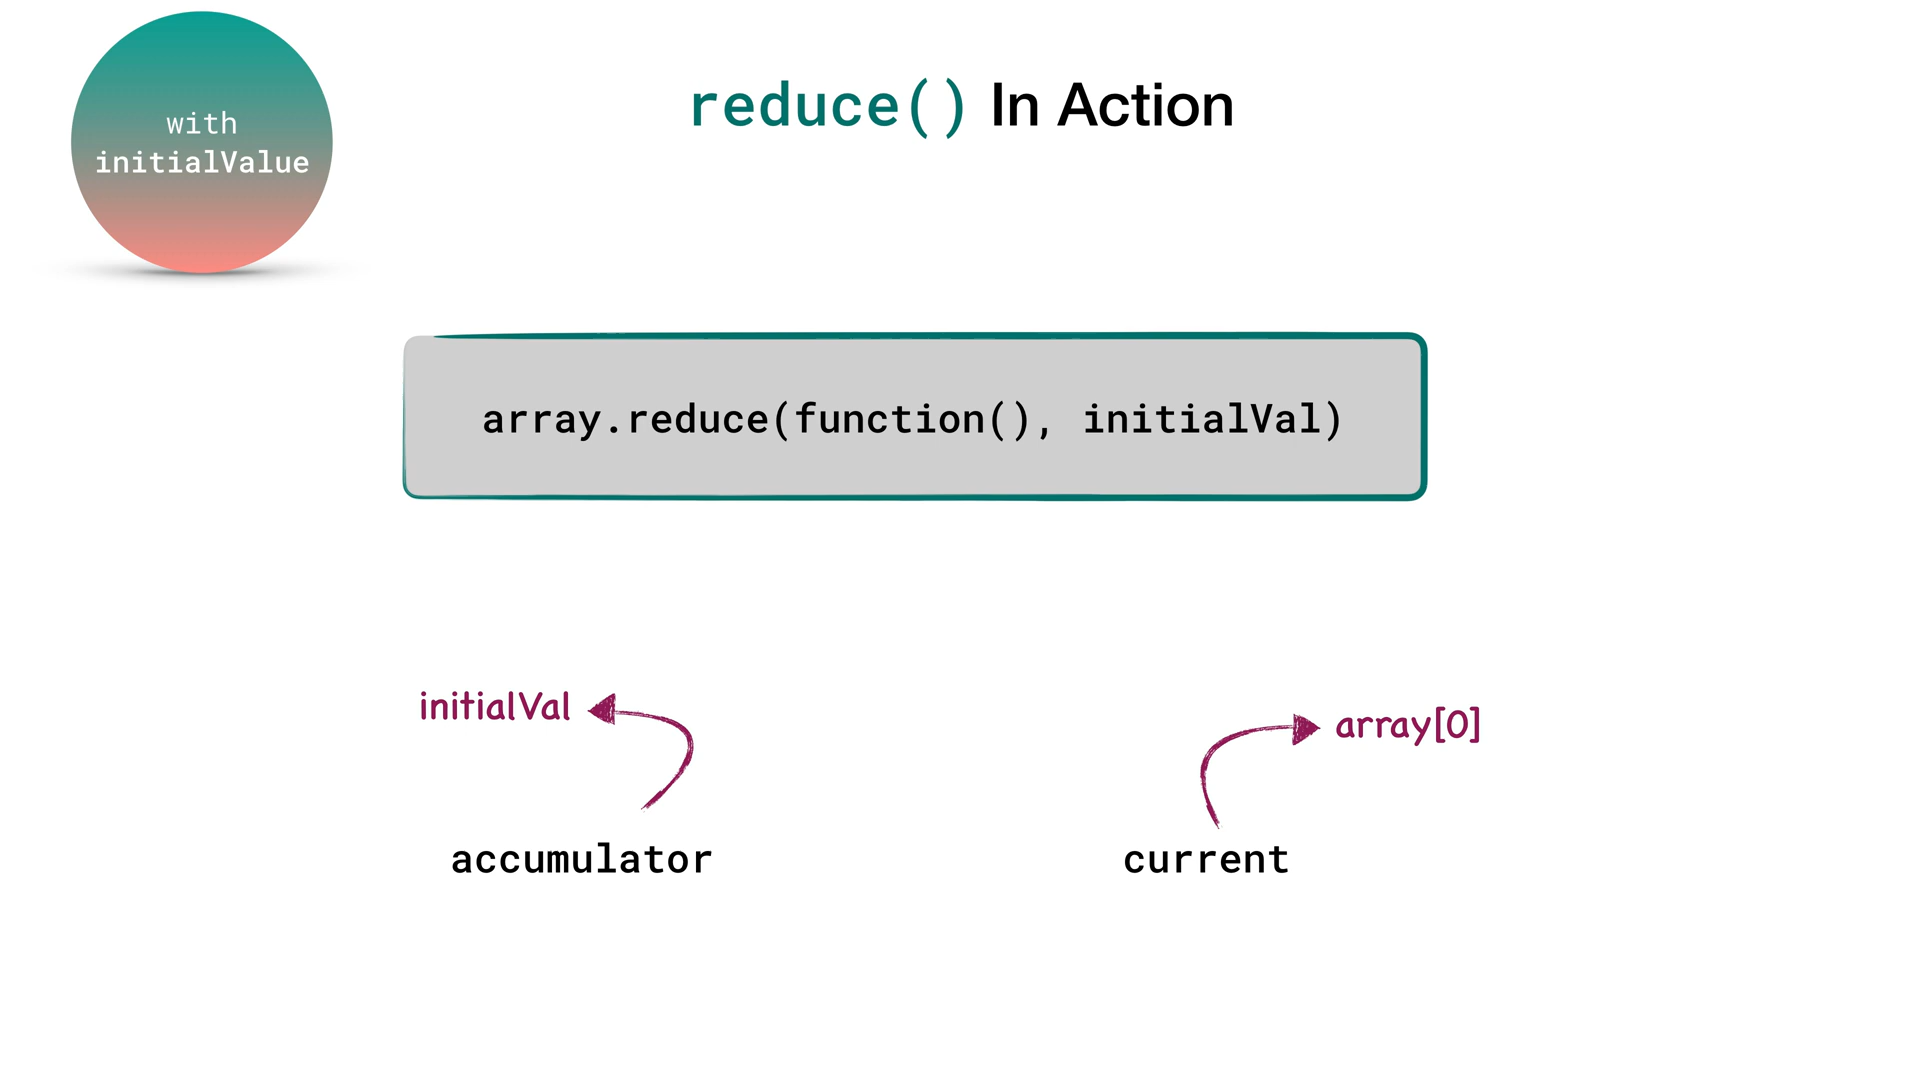 with
initialValue
reduce() In Action
array.reduce(function(), initialVal)
initialVal
array[0]
accumulator
current